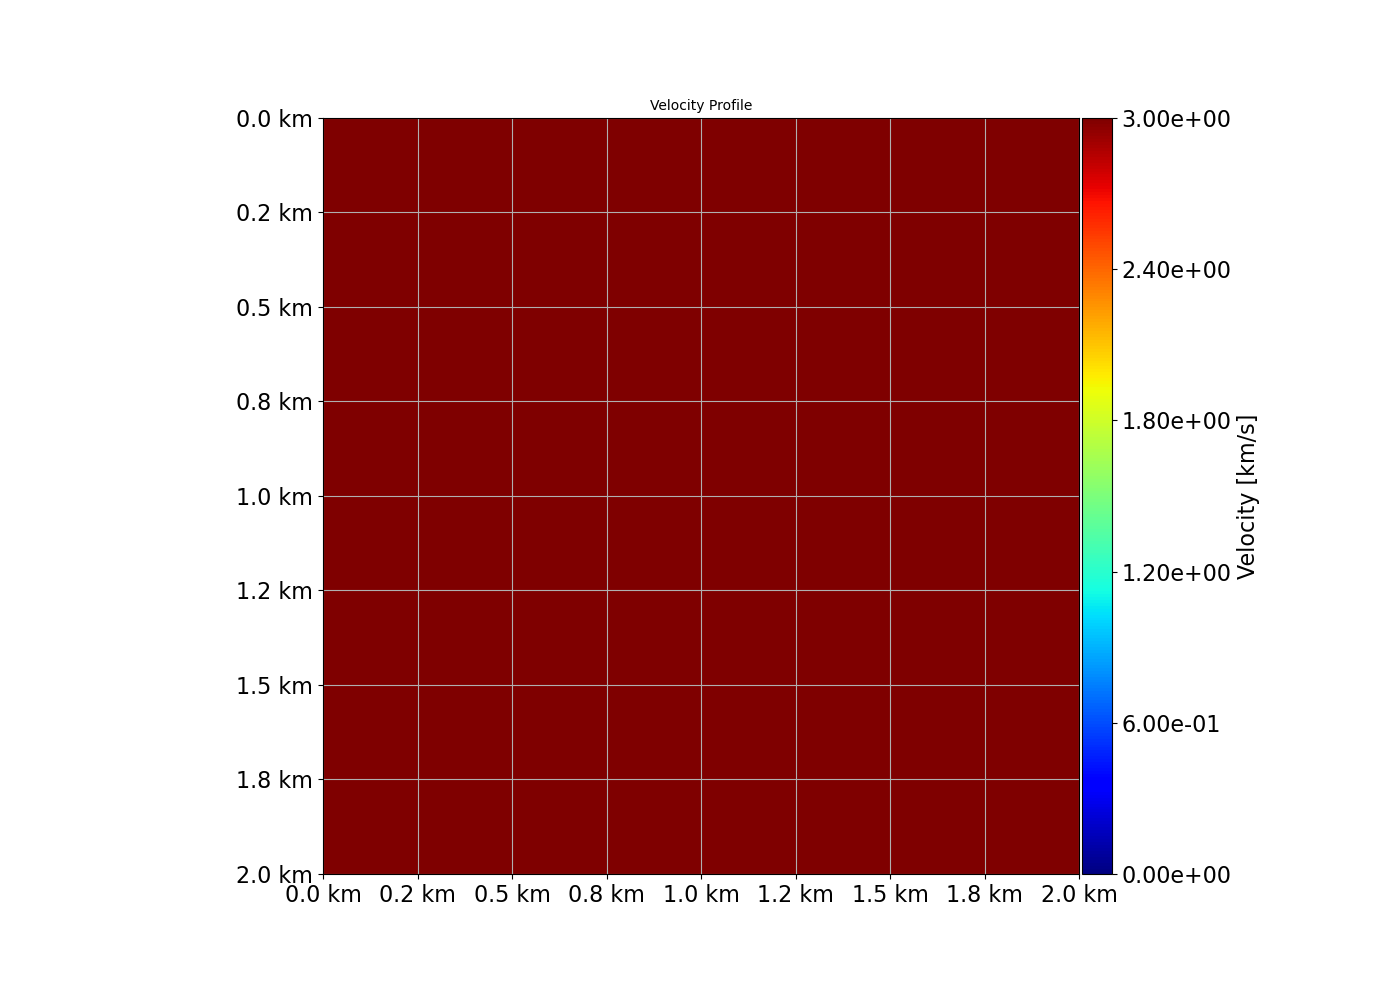 Velocity Profile
0.0 km
0.2 km
0.5 km
0.8 km
1.0 km
1.2 km
1.5 km
1.8 km
2.0 km
0.0 km 0.2 km 0.5 km 0.8 km 1.0 km 1.2 km 1.5 km 1.8 km 2.0 km
3.00e+00
2.40e+00
1.80e+00
1.20e+00
6.00e-01
0.00e+00
Velocity [km/s]